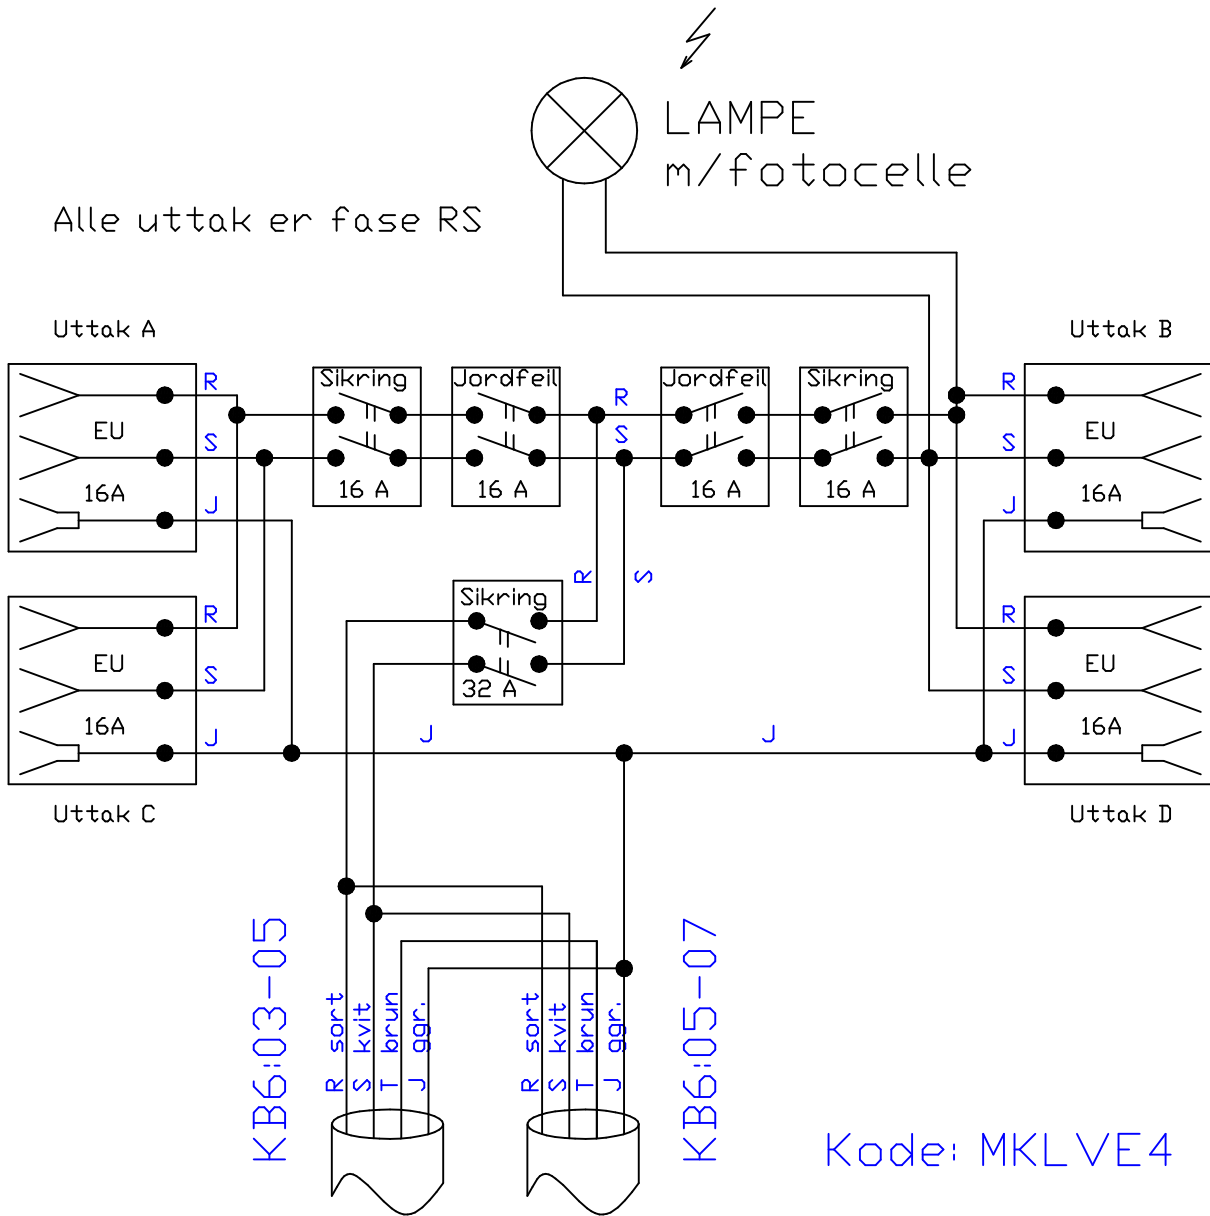 LAMPE
m/fotocelle
Alle uttak er fase RS
Uttak A
Uttak B
R
S
J
EU
16A
Sikring
16 A
Jordfeil
16 A
R
S
Jordfeil
16 A
Sikring
16 A
R
S
J
EU
16A
R
S
J
EU
16A
Uttak C
R
S
Sikring
32 A
J
J
R
S
J
EU
16A
Uttak D
KB6:03-05
R sort
S kvit
T brun
J ggr.
R sort
S kvit
T brun
J ggr.
KB6:05-07
Kode: MKLVE4